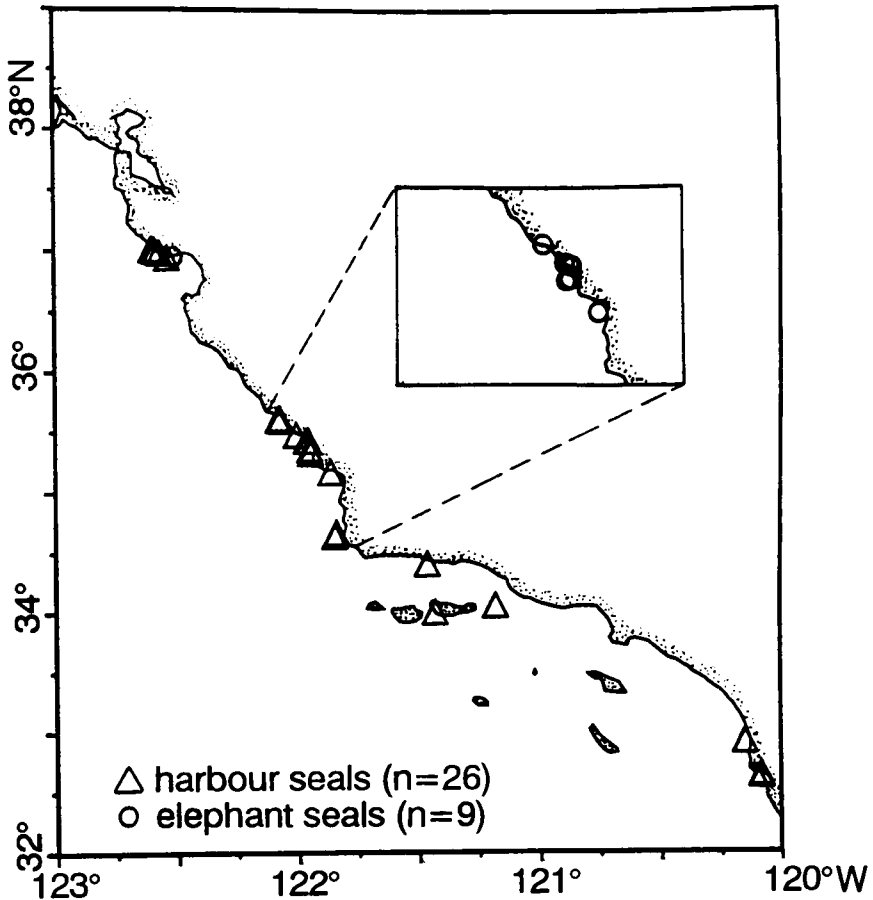 38°N
36°
34°
32°
△ harbour seals (n=26)
○ elephant seals (n=9)
123° 122° 121° 120°W